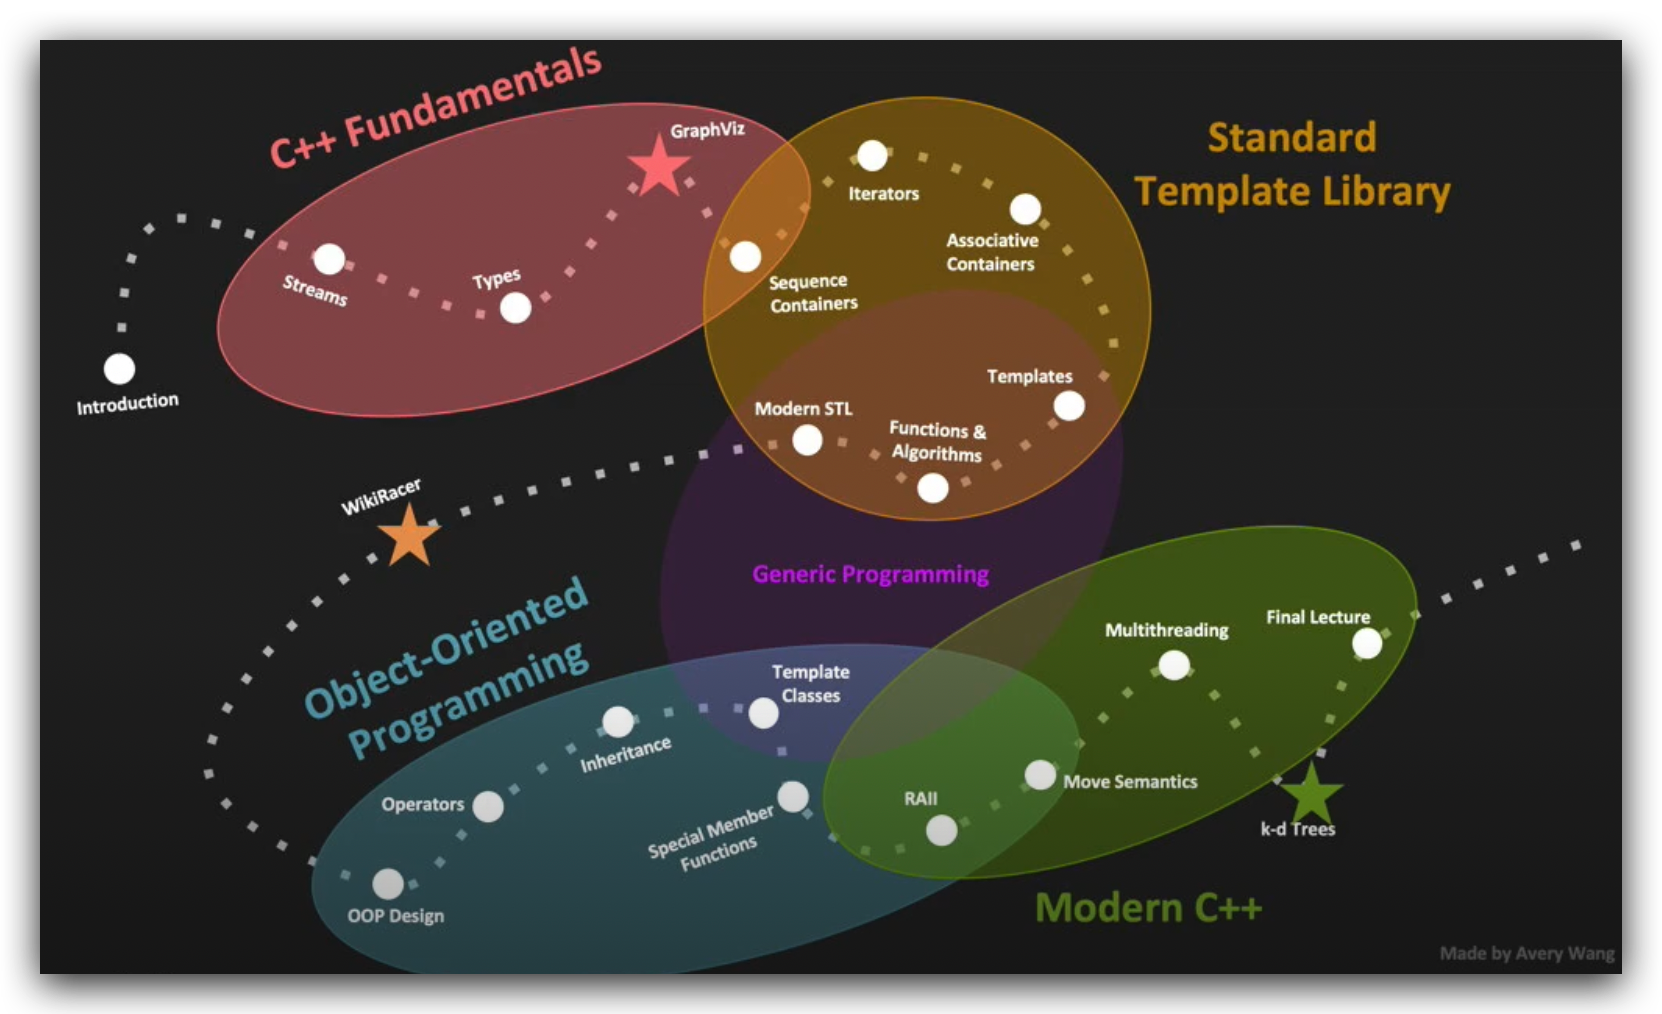 C++ Fundamentals
GraphViz
Standard
Template Library
Iterators
Associative
Containers
Streams
Types
Sequence
Containers
Introduction
Templates
Modern STL
Functions &
Algorithms
WikiRacer
Generic Programming
Object-Oriented
Programming
Multithreading
Final Lecture
Template
Classes
Inheritance
Operators
Special Member
Functions
RAII
Move Semantics
k-d Trees
OOP Design
Modern C++
Made by Avery Wang